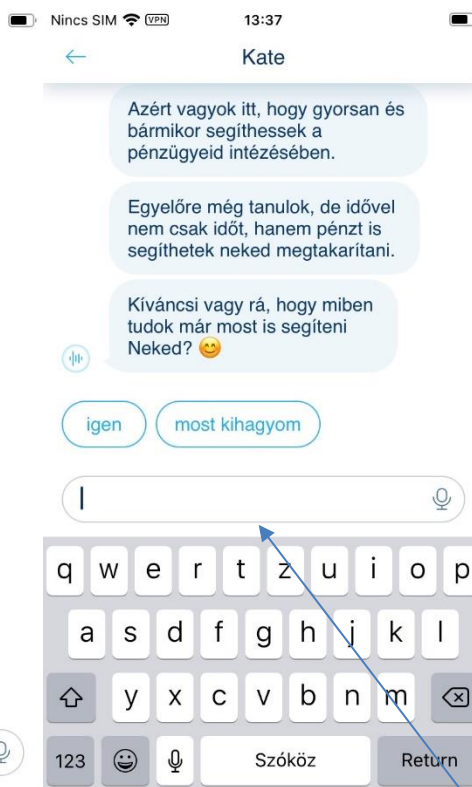 Nincs SIM VPN 13:37
Kate
Azért vagyok itt, hogy gyorsan és
bármikor segíthessek a
pénzügyeid intézésében.
Egyelőre még tanulok, de idővel
nem csak időt, hanem pénzt is
segíthetek neked megtakarítani.
Kíváncsi vagy rá, hogy miben
tudok már most is segíteni
Neked? 😊
igen most kihagyom
q w e r t z u i o p
a s d f g h j k l
y x c v b n m
123 Szóköz Return